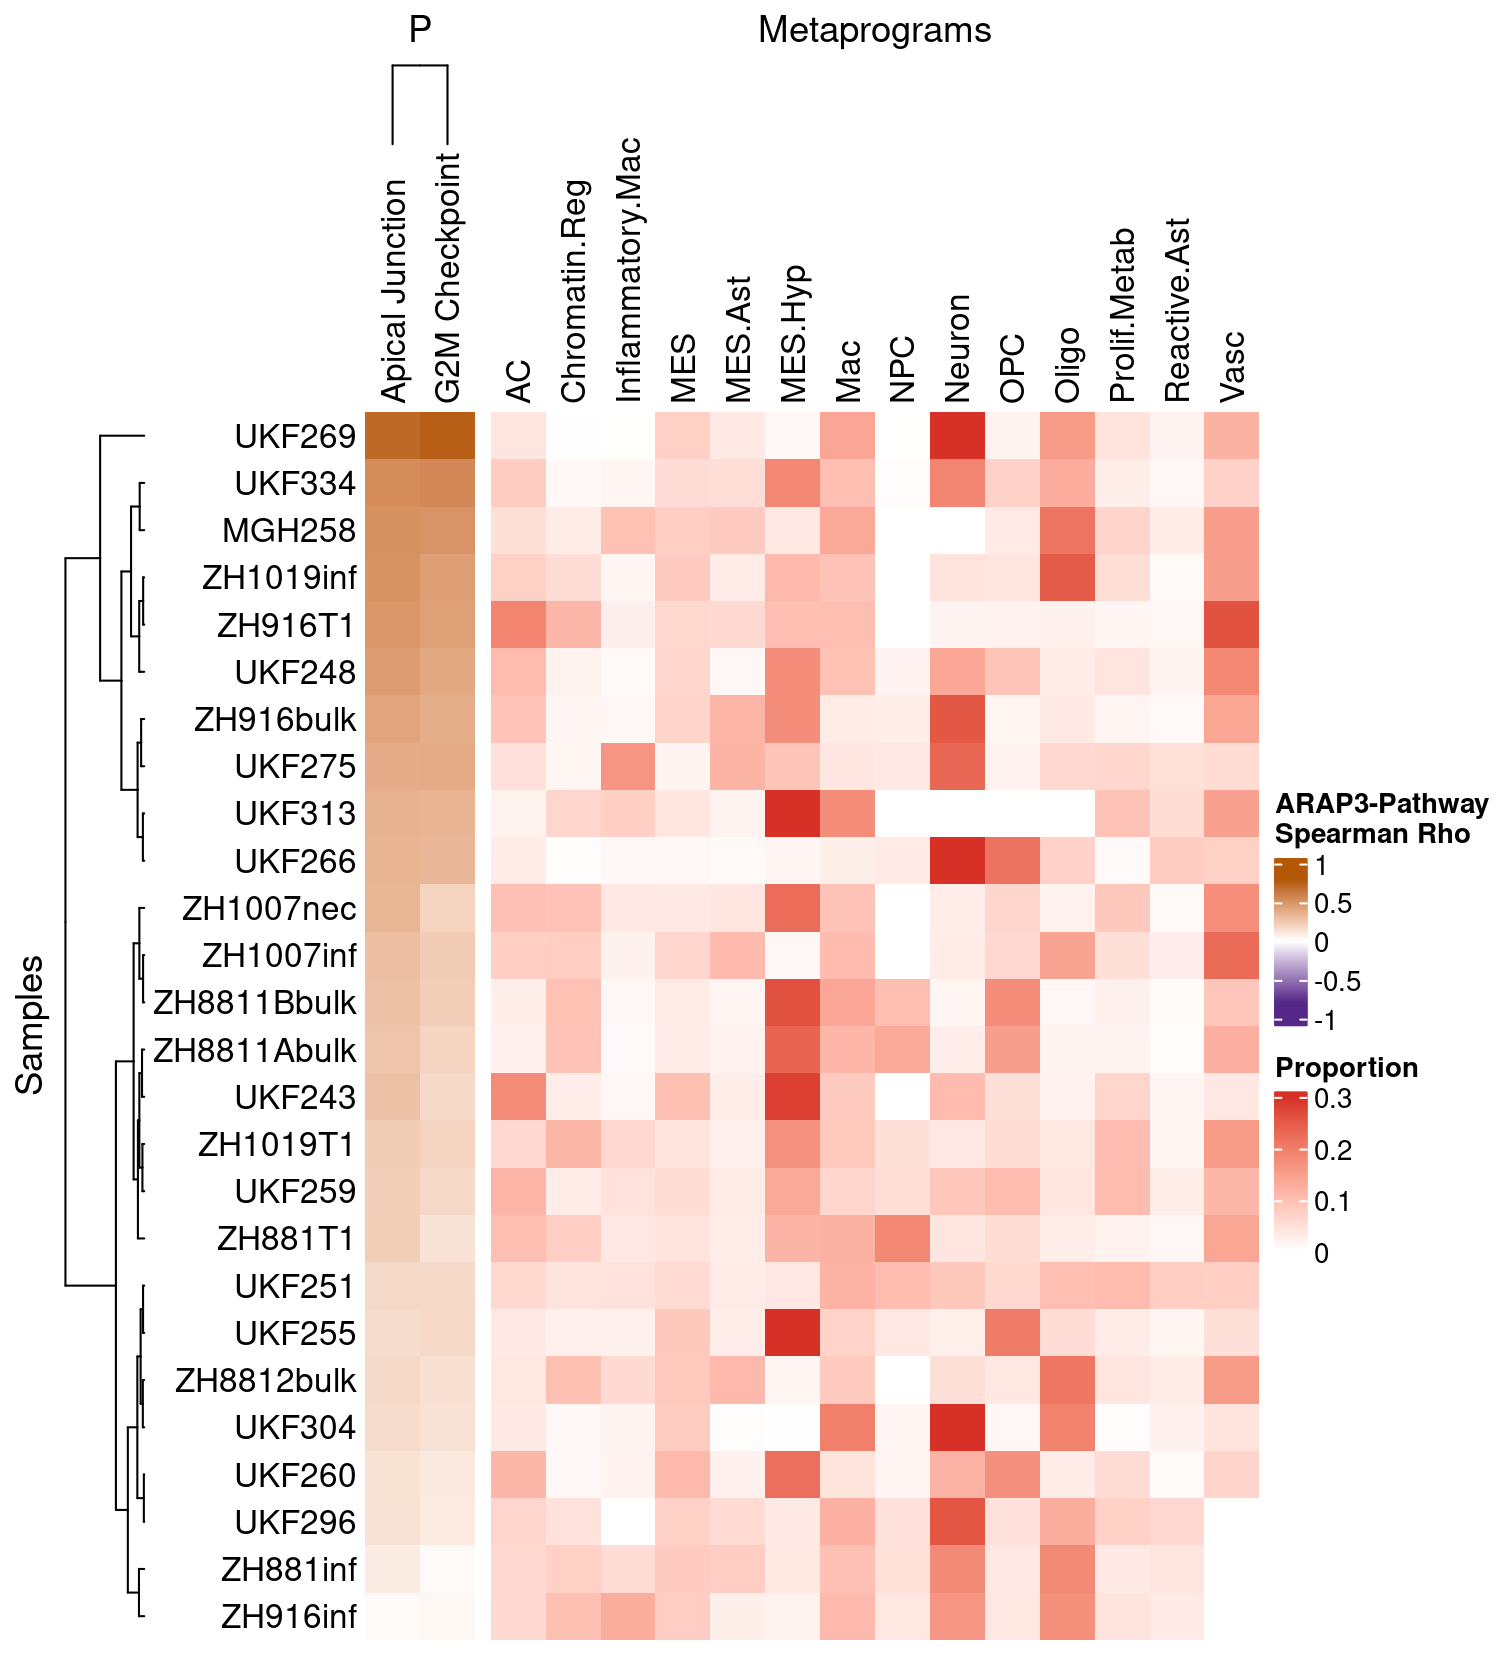 P
Metaprograms
Apical Junction
G2M Checkpoint
AC
Chromatin.Reg
Inflammatory.Mac
MES
MES.Ast
MES.Hyp
Mac
NPC
Neuron
OPC
Oligo
Prolif.Metab
Reactive.Ast
Vasc
Samples
UKF269
UKF334
MGH258
ZH1019inf
ZH916T1
UKF248
ZH916bulk
UKF275
UKF313
UKF266
ZH1007nec
ZH1007inf
ZH8811Bbulk
ZH8811Abulk
UKF243
ZH1019T1
UKF259
ZH881T1
UKF251
UKF255
ZH8812bulk
UKF304
UKF260
UKF296
ZH881inf
ZH916inf
ARAP3-Pathway
Spearman Rho
1
0.5
0
-0.5
-1
Proportion
0.3
0.2
0.1
0